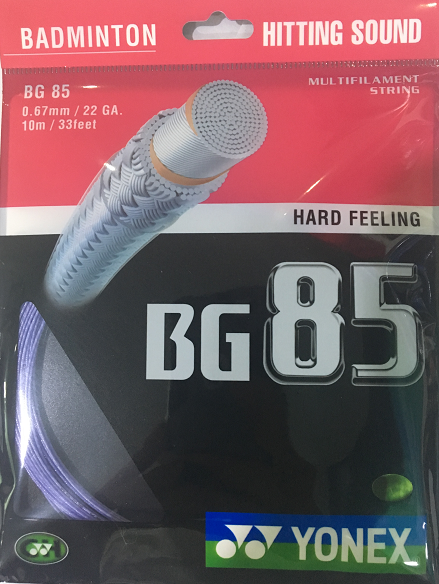 BADMINTON
HITTING SOUND
BG 85
0.67mm / 22 GA.
10m / 33feet
MULTIFILAMENT
STRING
HARD FEELING
BG 85
YONEX